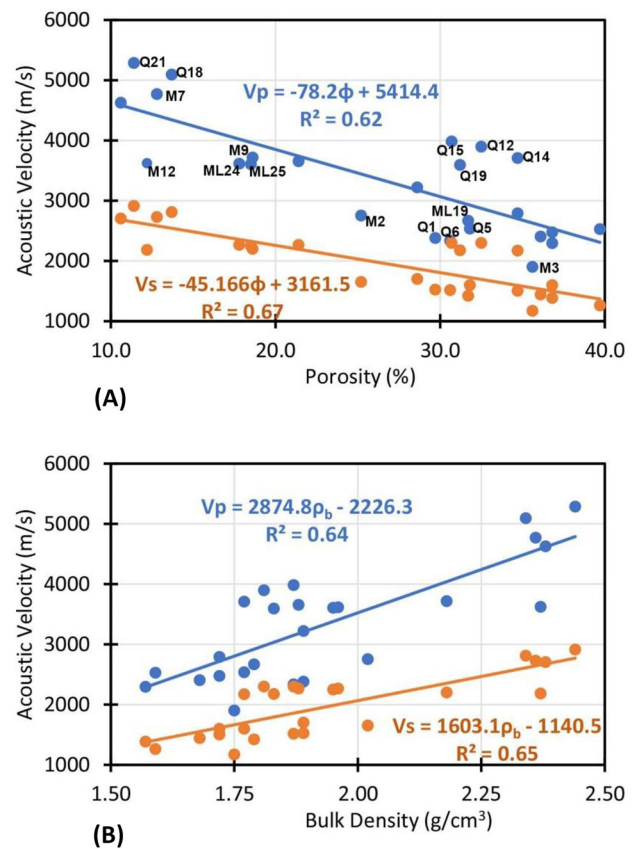 6000
5000
4000
3000
2000
1000
Acoustic Velocity (m/s)
Q21
Q18
M7
Vp = -78.2ϕ + 5414.4
R² = 0.62
M9
M12
ML24
ML25
Q15
Q12
Q19
Q14
M2
ML19
Q1
Q6
Q5
M3
Vs = -45.166ϕ + 3161.5
R² = 0.67
10.0 20.0 30.0 40.0
Porosity (%)
(A)
6000
5000
4000
3000
2000
1000
Acoustic Velocity (m/s)
Vp = 2874.8ρb - 2226.3
R² = 0.64
Vs = 1603.1ρb - 1140.5
R² = 0.65
1.50 1.75 2.00 2.25 2.50
Bulk Density (g/cm³)
(B)